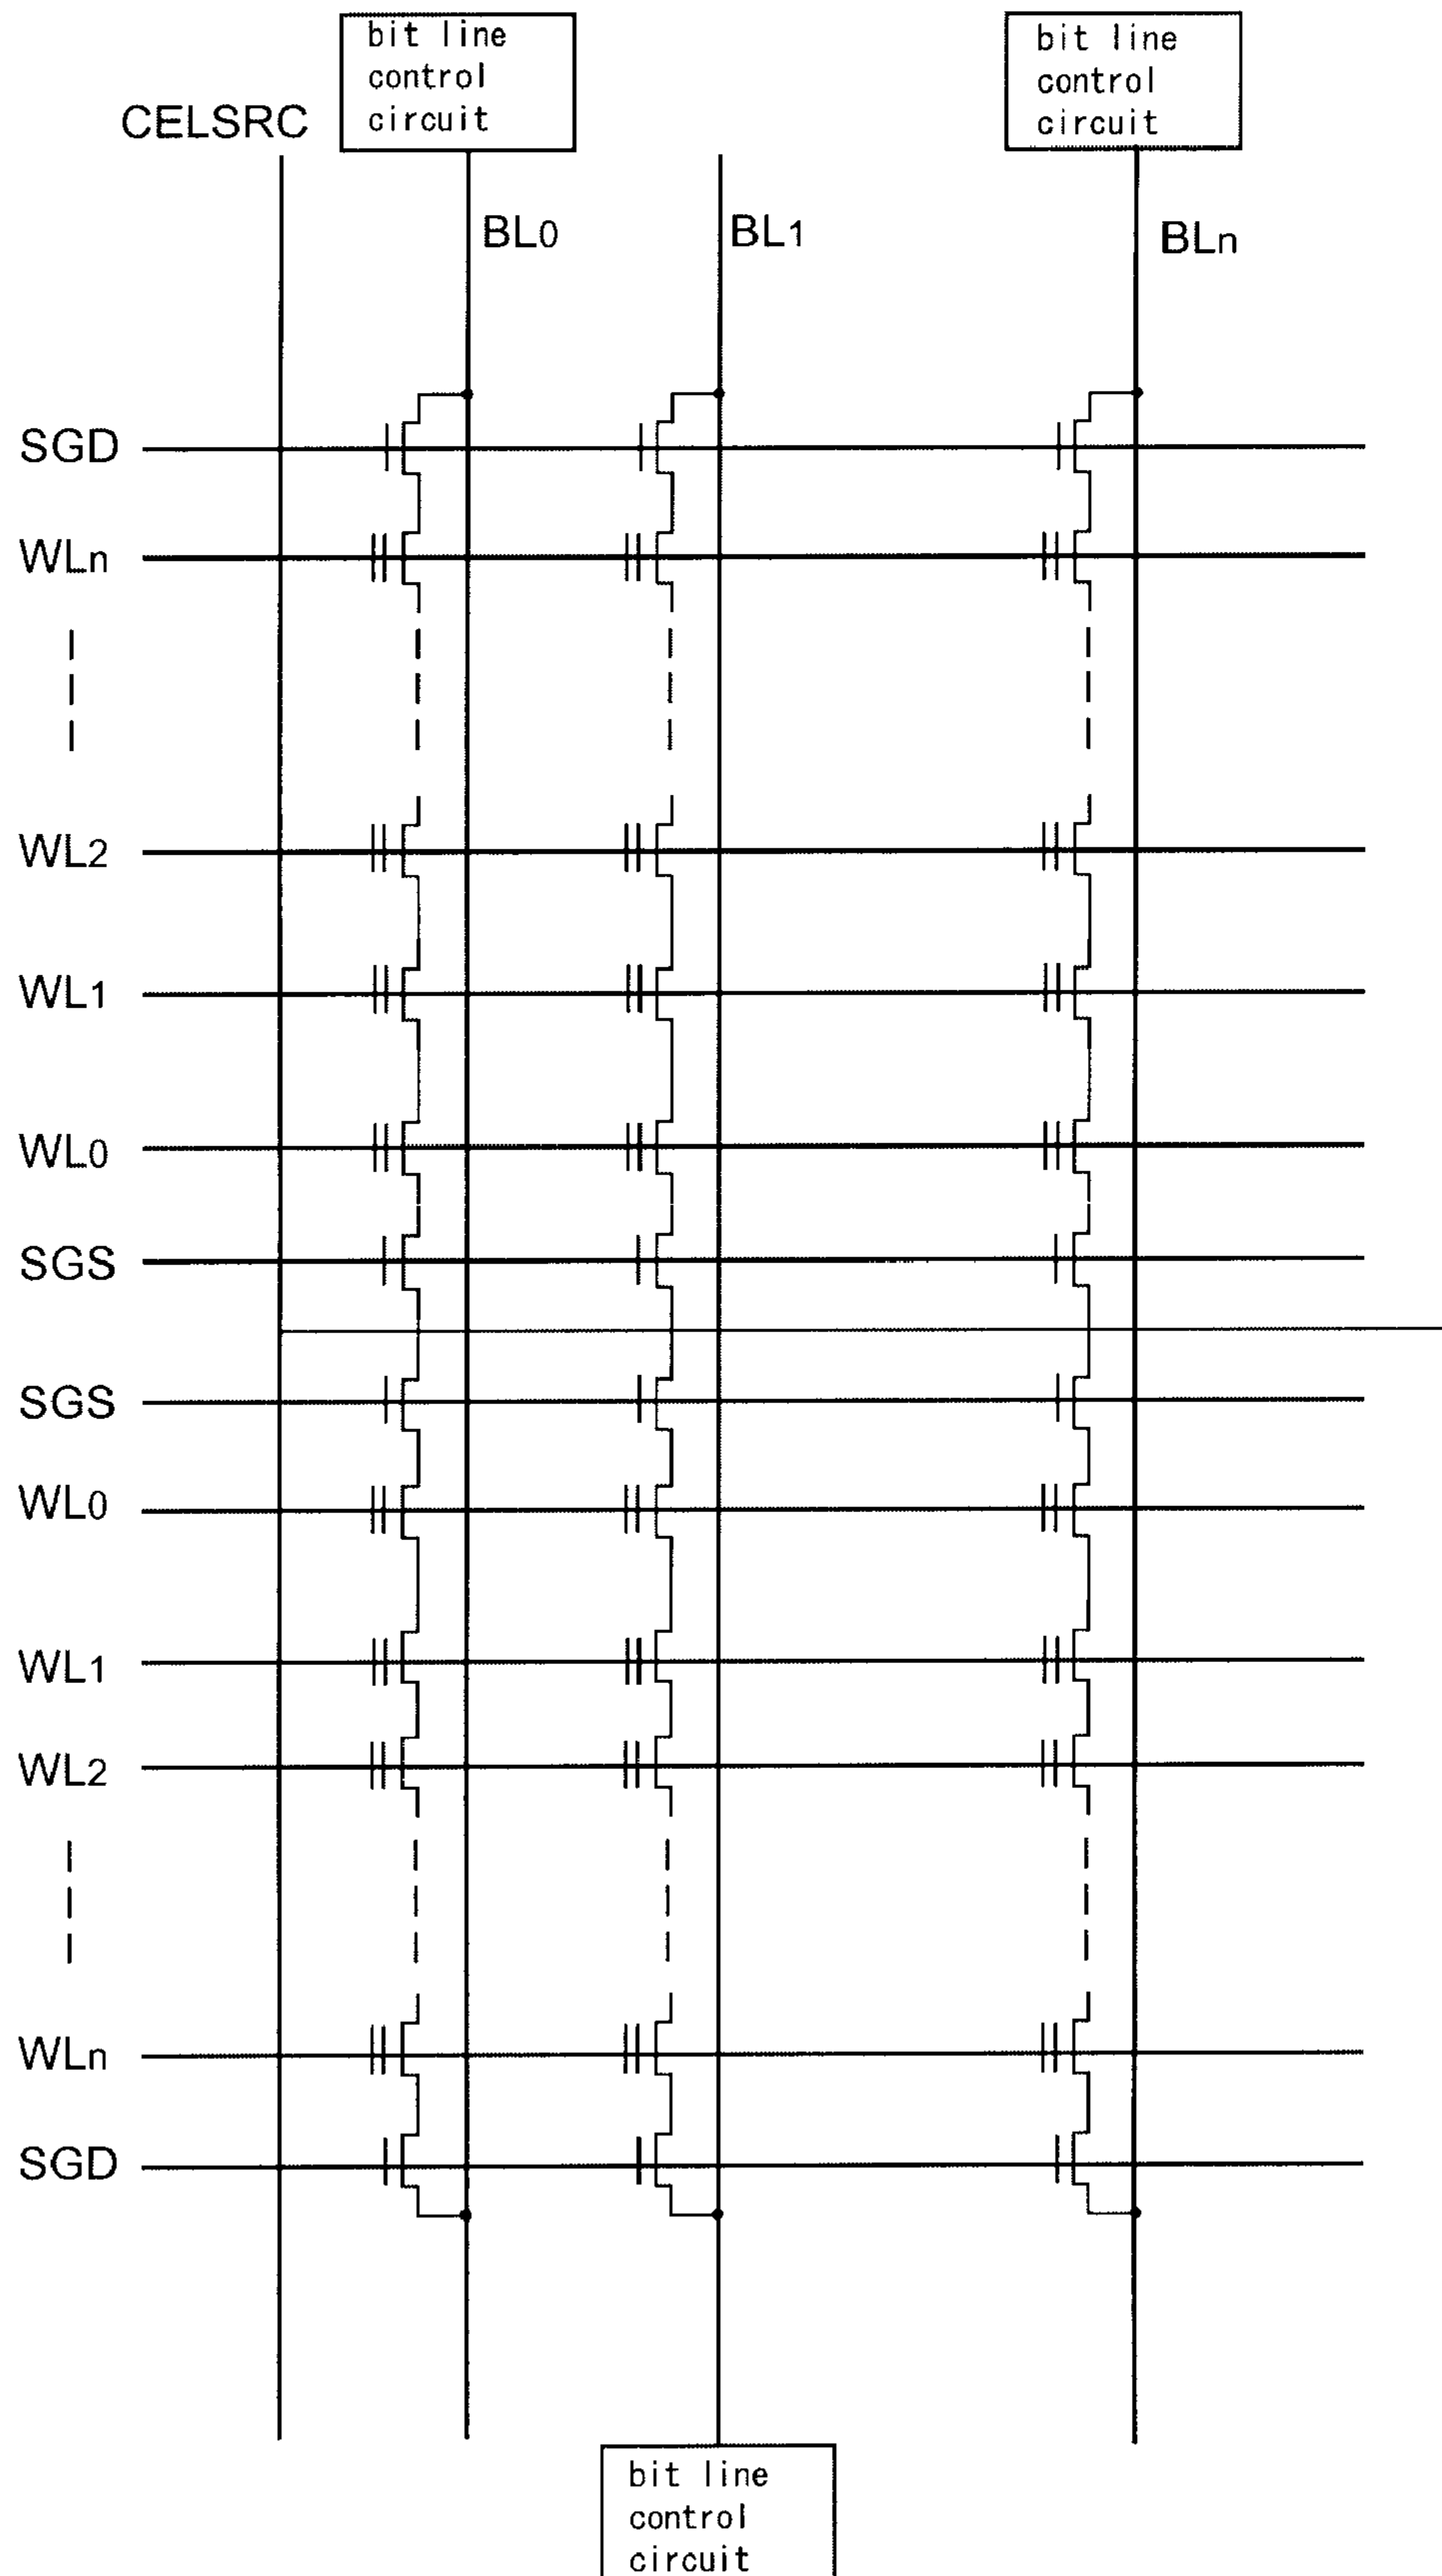 bit line
control
circuit
bit line
control
circuit
CELSRC
BL0
BL1
BLn
SGD
WLn
WL2
WL1
WL0
SGS
SGS
WL0
WL1
WL2
WLn
SGD
bit line
control
circuit